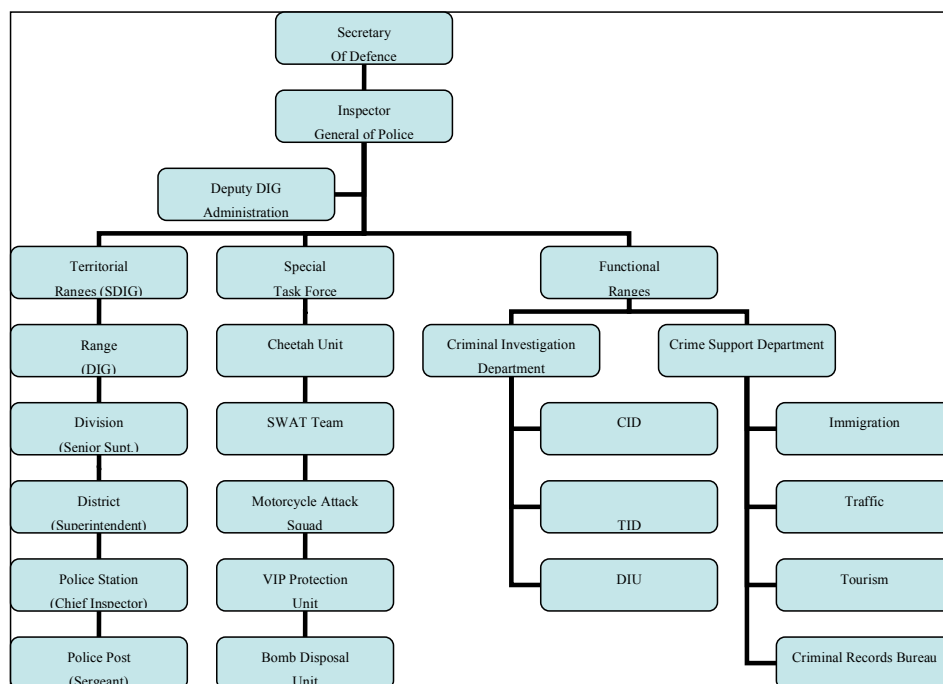 Secretary
Of Defence
Inspector
General of Police
Deputy DIG
Administration
Territorial
Ranges (SDIG)
Special
Task Force
Functional
Ranges
Range
(DIG)
Cheetah Unit
Criminal Investigation
Department
Crime Support Department
Division
(Senior Supt.)
SWAT Team
CID
Immigration
District
(Superintendent)
Motorcycle Attack
Squad
TID
Traffic
Police Station
(Chief Inspector)
VIP Protection
Unit
DIU
Tourism
Police Post
(Sergeant)
Bomb Disposal
Unit
Criminal Records Bureau